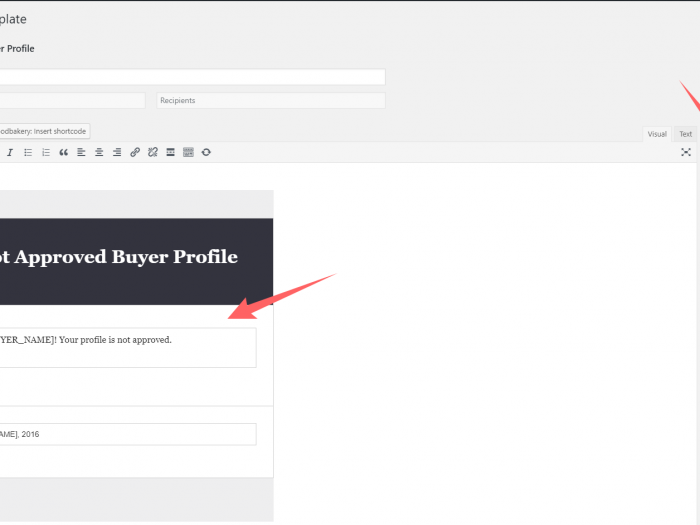 plate
r Profile
Recipients
odbakery: insert shortcode
Visual Text
ot Approved Buyer Profile
YER_NAME]! Your profile is not approved.
AME], 2016